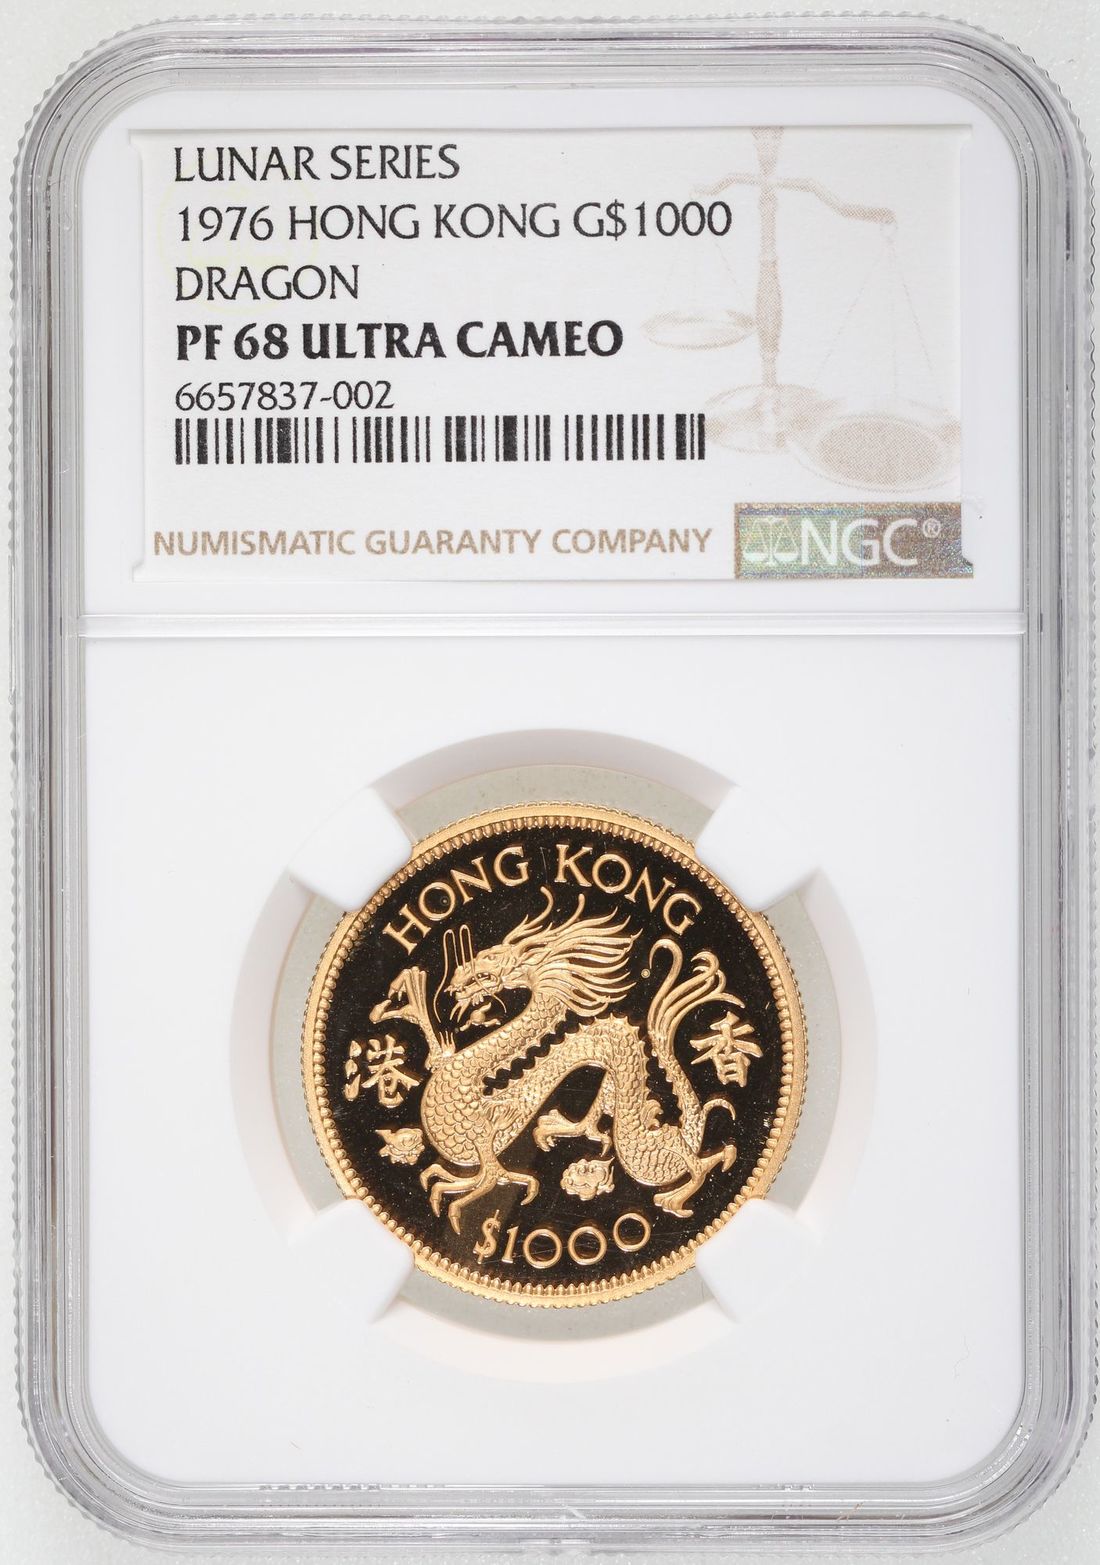 LUNAR SERIES
1976 HONG KONG G$1000
DRAGON
PF 68 ULTRA CAMEO
6657837-002
NUMISMATIC GUARANTY COMPANY
NGC®
HONG KONG
港 香
$1000